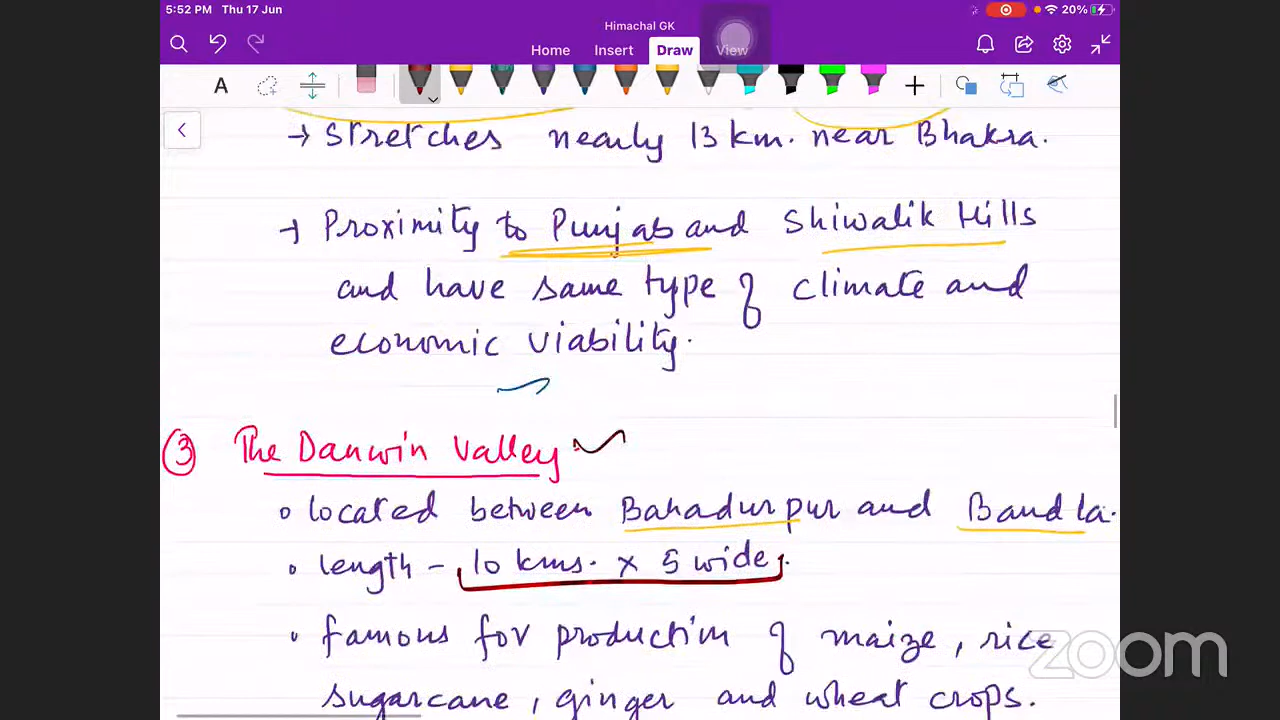 5:52 PM Thu 17 Jun
20%
Himachal GK
Home Insert Draw View
A
→ Stretches nearly 13 km. near Bhakra.
→ Proximity to Punjab and Shiwalik Hills
and have same type of climate and
economic viability.
③ The Danwin Valley
located between Bahadurpur and Bandla.
length - 10 kms. x 5 wide.
famous for production of maize, rice
sugarcane, ginger and wheat crops.
zoom